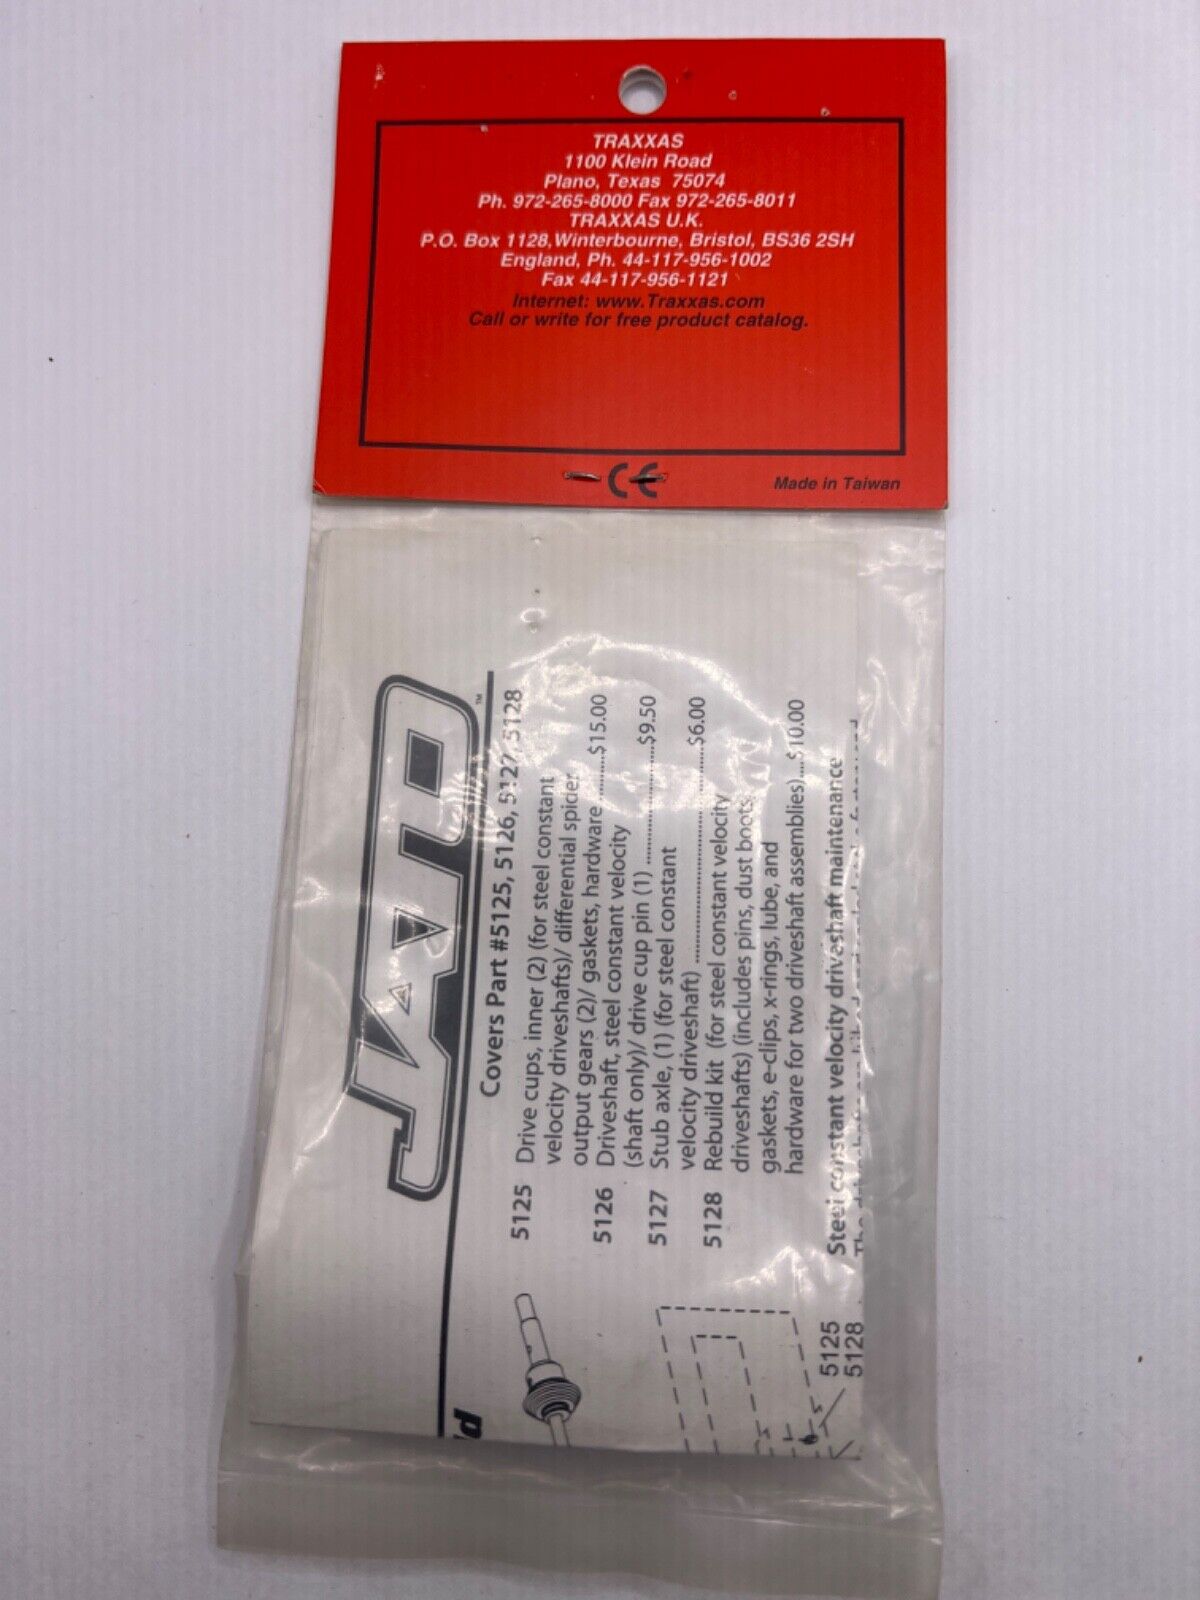 TRAXXAS
1100 Klein Road
Plano, Texas 75074
Ph. 972-265-8000 Fax 972-265-8011
TRAXXAS U.K.
P.O. Box 1128, Winterbourne, Bristol, BS36 2SH
England, Ph. 44-117-956-1002
Fax 44-117-956-1121
Internet: www.Traxxas.com
Call or write for free product catalog.
CE
Made in Taiwan
JATO™
Covers Part #5125, 5126, 5127, 5128
5125 Drive cups, inner (2) (for steel constant
velocity driveshafts)/ differential spider
output gears (2)/ gaskets, hardware ........$15.00
5126 Driveshaft, steel constant velocity
(shaft only)/ drive cup pin (1) ........$9.50
5127 Stub axle, (1) (for steel constant
velocity driveshaft) ........$6.00
5128 Rebuild kit (for steel constant velocity
driveshafts) (includes pins, dust boots,
gaskets, e-clips, x-rings, lube, and
hardware for two driveshaft assemblies)....$10.00
Steel constant velocity driveshaft maintenance
5125
5128